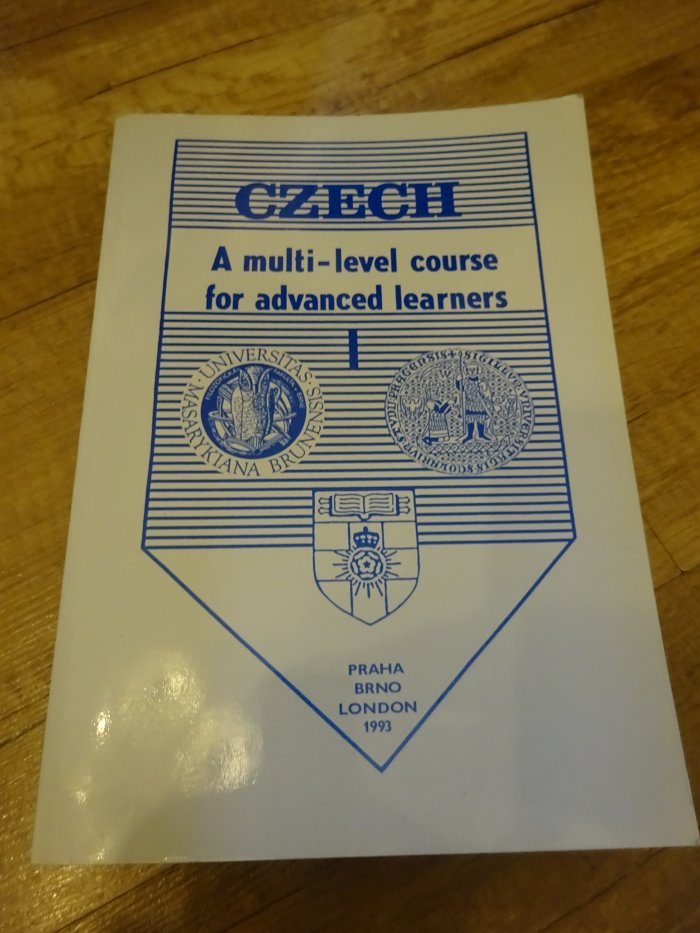 CZECH
A multi-level course
for advanced learners
I
· UNIVERSITAS · MASARYKIANA BRUNENSIS
PRAHA
BRNO
LONDON
1993